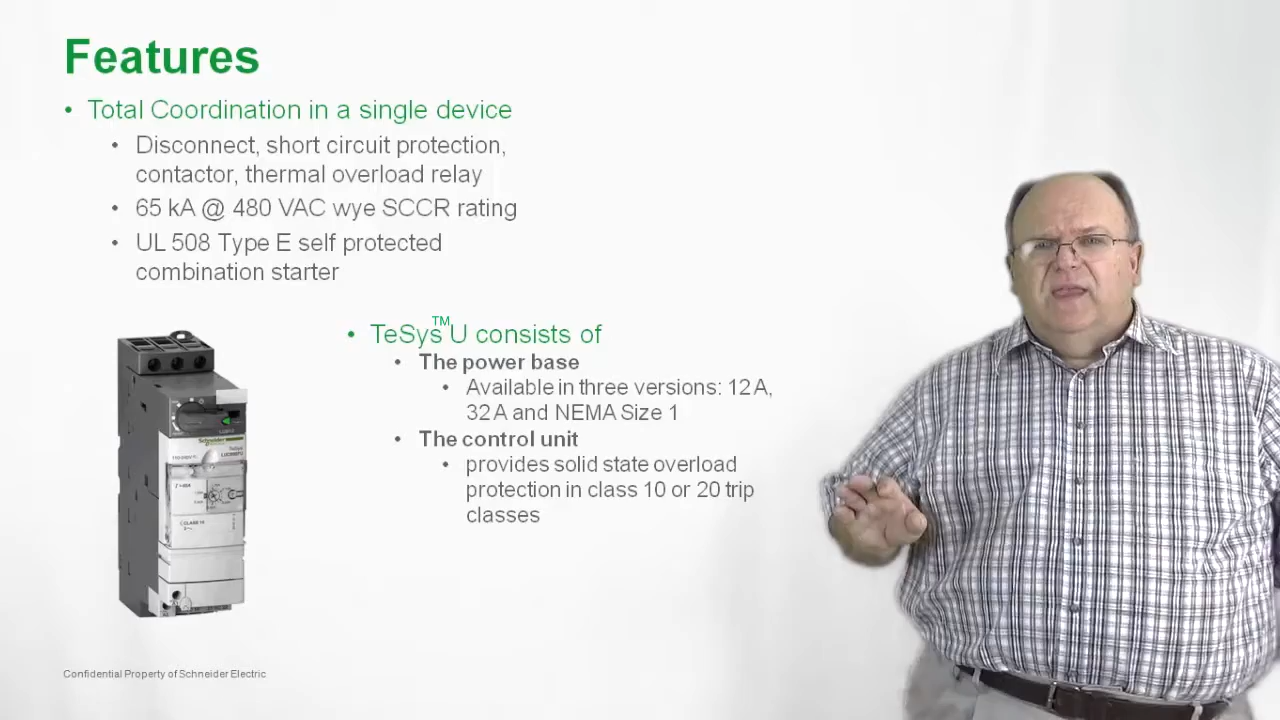 Features
• Total Coordination in a single device
• Disconnect, short circuit protection,
contactor, thermal overload relay
• 65 kA @ 480 VAC wye SCCR rating
• UL 508 Type E self protected
combination starter
• TeSys™ U consists of
• The power base
• Available in three versions: 12 A,
32 A and NEMA Size 1
• The control unit
• provides solid state overload
protection in class 10 or 20 trip
classes
Schneider
Confidential Property of Schneider Electric